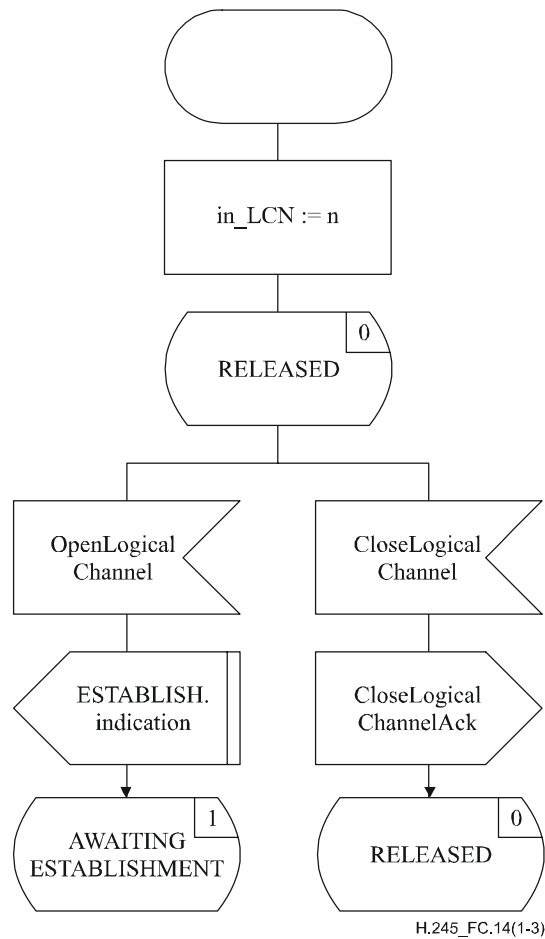 in_LCN := n
0
RELEASED
OpenLogical
Channel
CloseLogical
Channel
ESTABLISH.
indication
CloseLogical
ChannelAck
1
AWAITING
ESTABLISHMENT
0
RELEASED
H.245_FC.14(1-3)